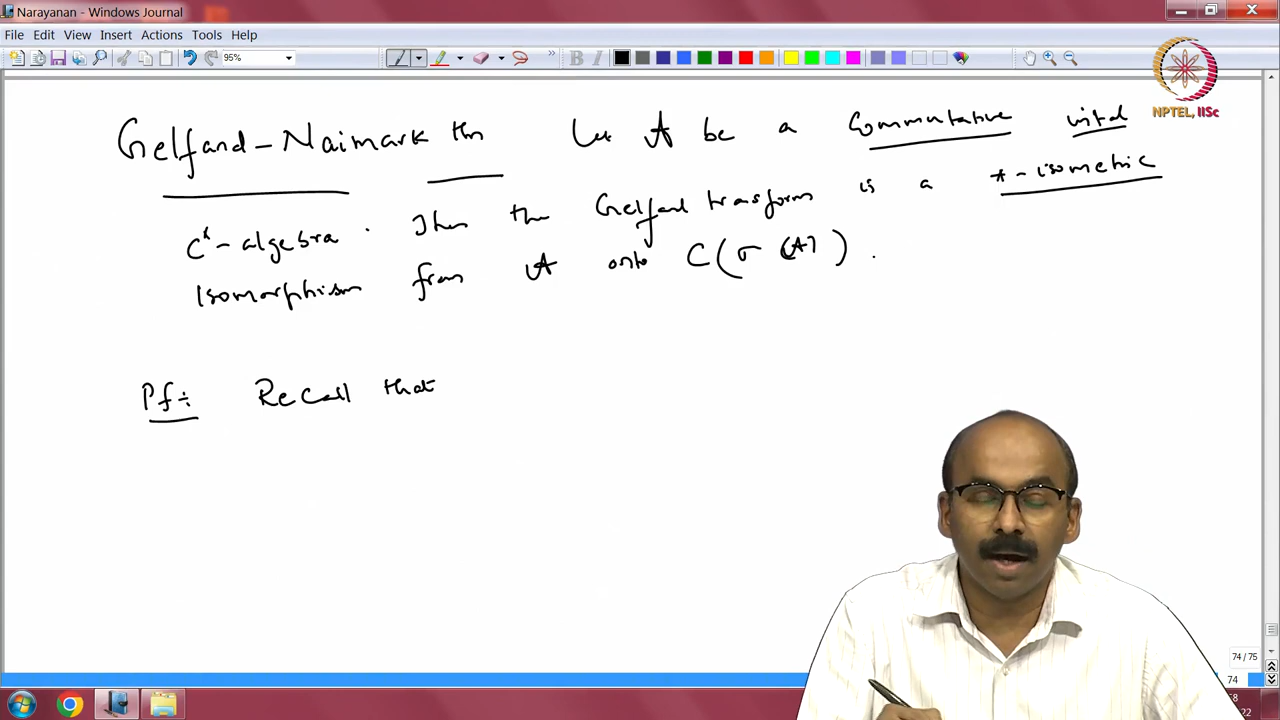 Narayanan - Windows Journal
File Edit View Insert Actions Tools Help
95%
B I
NPTEL, IISc
Gelfand-Naimark thm Let A be a Commutative unital
C*-algebra. Then the Gelfand transform is a *-isometric
Isomorphism from A onto C(σ(A)).
Pf: Recall that
74 / 75
74